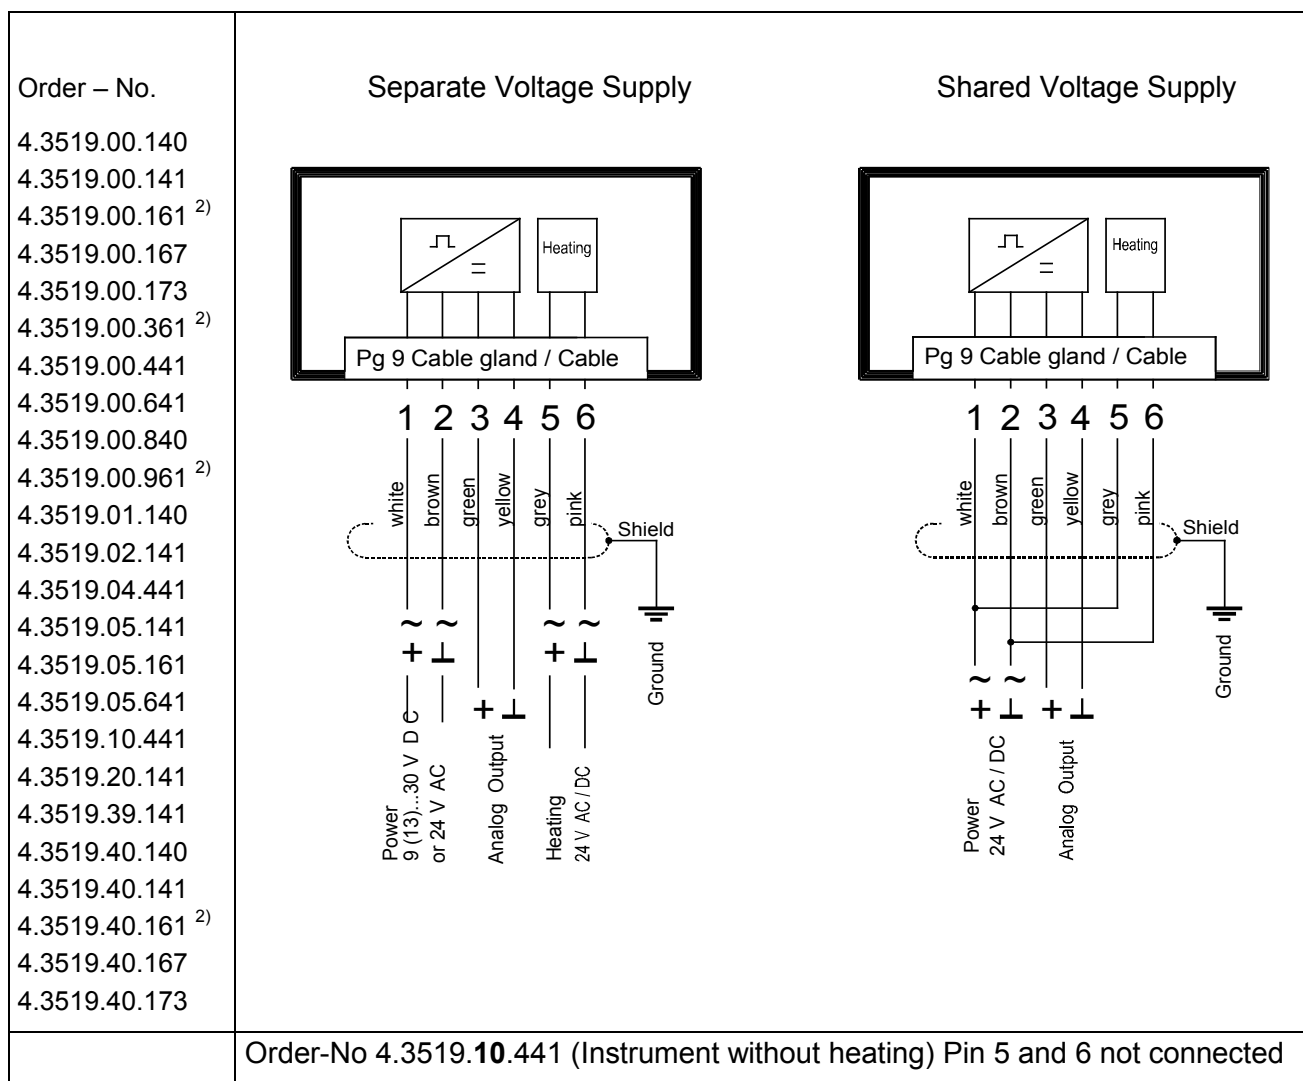 Order – No.
4.3519.00.140
4.3519.00.141
4.3519.00.161 2)
4.3519.00.167
4.3519.00.173
4.3519.00.361 2)
4.3519.00.441
4.3519.00.641
4.3519.00.840
4.3519.00.961 2)
4.3519.01.140
4.3519.02.141
4.3519.04.441
4.3519.05.141
4.3519.05.161
4.3519.05.641
4.3519.10.441
4.3519.20.141
4.3519.39.141
4.3519.40.140
4.3519.40.141
4.3519.40.161 2)
4.3519.40.167
4.3519.40.173
Separate Voltage Supply
Heating
Pg 9 Cable gland / Cable
1 2 3 4 5 6
white
brown
green
yellow
grey
pink
Shield
Ground
~ ~ ~ ~
+ ⊥ + ⊥
+ ⊥
Power
9 (13)...30 V D C
or 24 V AC
Analog Output
Heating
24 V AC / DC
Shared Voltage Supply
Heating
Pg 9 Cable gland / Cable
1 2 3 4 5 6
white
brown
green
yellow
grey
pink
Shield
Ground
~ ~
+ ⊥ + ⊥
Power
24 V AC / DC
Analog Output
Order-No 4.3519.10.441 (Instrument without heating) Pin 5 and 6 not connected